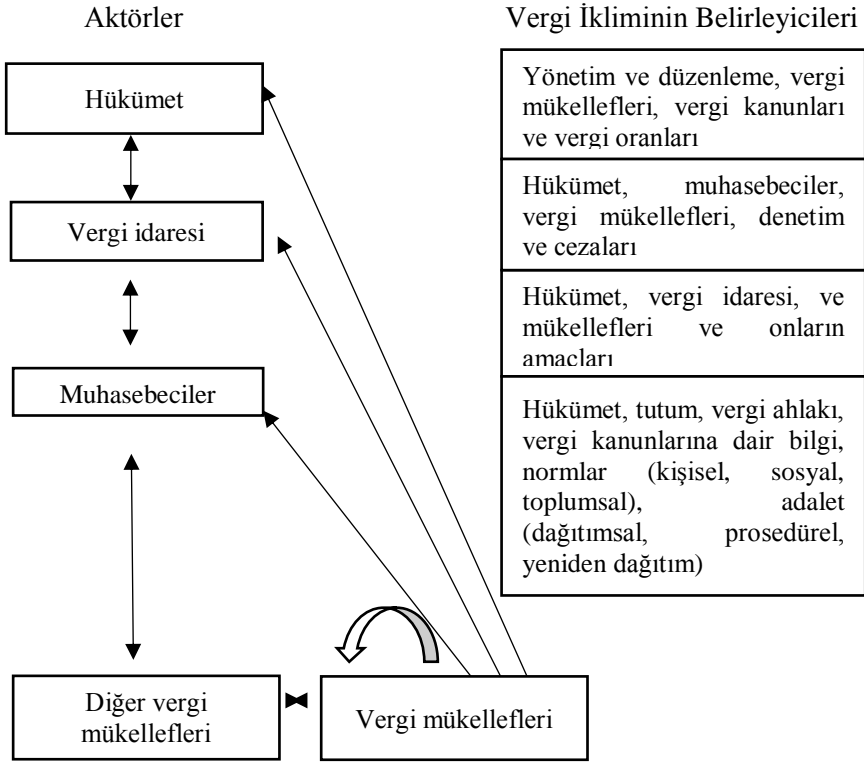 Aktörler
Vergi İkliminin Belirleyicileri
Hükümet
Vergi idaresi
Muhasebeciler
Diğer vergi
mükellefleri
Vergi mükellefleri
Yönetim ve düzenleme, vergi
mükellefleri, vergi kanunları
ve vergi oranları
Hükümet, muhasebeciler,
vergi mükellefleri, denetim
ve cezaları
Hükümet, vergi idaresi, ve
mükellefleri ve onların
amaçları
Hükümet, tutum, vergi ahlakı,
vergi kanunlarına dair bilgi,
normlar (kişisel, sosyal,
toplumsal), adalet
(dağıtımsal, prosedürel,
yeniden dağıtım)